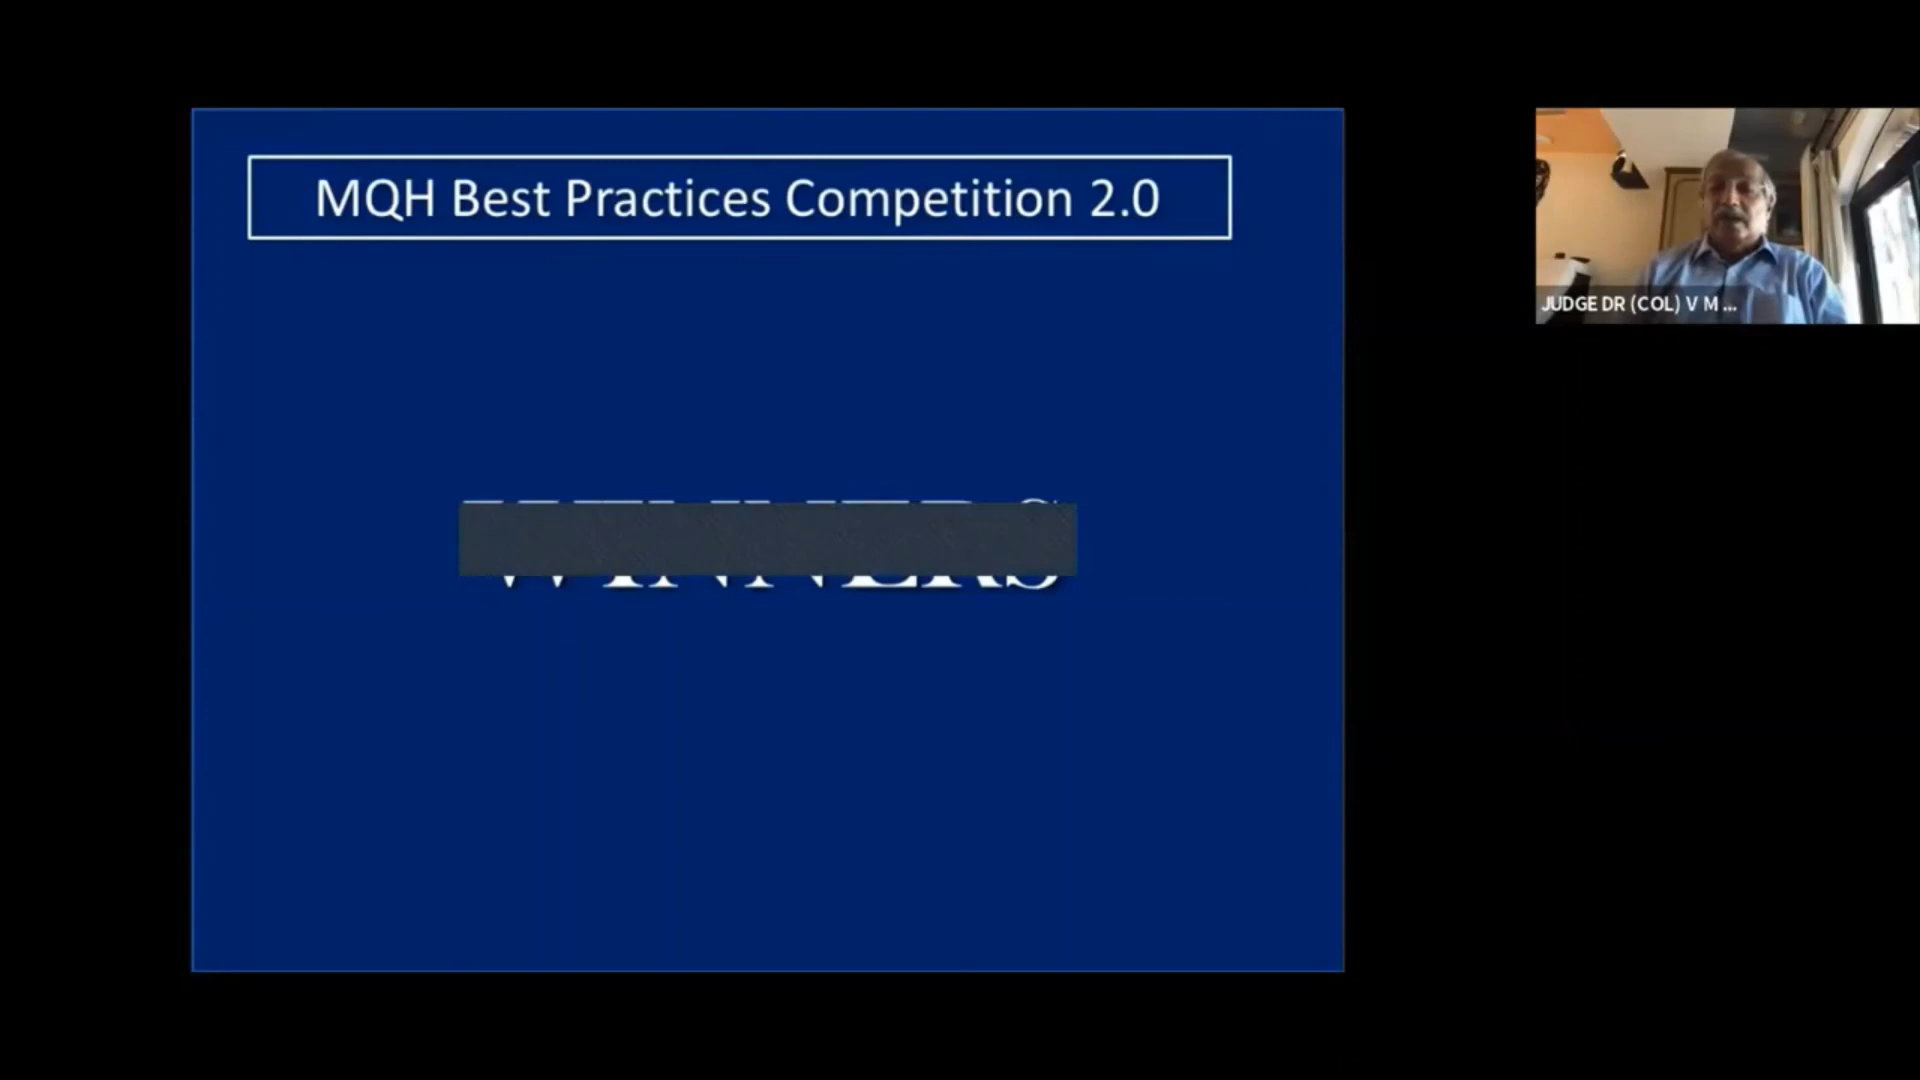 MQH Best Practices Competition 2.0
JUDGE DR (COL) V M ...